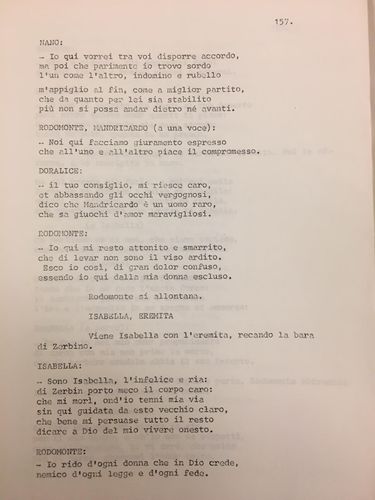 157.
NANO:
- Io qui vorrei tra voi disporre accordo,
ma poi che parimente io trovo sordo
l'un come l'altro, indomino e rubello
m'appiglio al fin, come a miglior partito,
che da quanto per lei sia stabilito
più non si possa andar dietro né avanti.
RODOMONTE, MANDRICARDO (a una voce):
- Noi qui facciamo giuramento espresso
che all'uno e all'altro piace il compromesso.
DORALICE:
- il tuo consiglio, mi riesce caro,
et abbassando gli occhi vergognosi,
dico che Mandricardo è un uomo raro,
che sa giuochi d'amor maravigliosi.
RODOMONTE:
- Io qui mi resto attonito e smarrito,
che di levar non sono il viso ardito.
Esco io così, di gran dolor confuso,
essendo io qui dalla mia donna escluso.
Rodomonte si allontana.
ISABELLA, EREMITA
Viene Isabella con l'eremita, recando la bara
di Zerbino.
ISABELLA:
- Sono Isabella, l'infelice e ria:
di Zerbin porto meco il corpo caro:
che mi morì, ond'io tenni mia via
sin qui guidata da esto vecchio claro,
che bene mi persuase tutto il resto
dicare a Dio del mio vivere onesto.
RODOMONTE:
- Io rido d'ogni donna che in Dio crede,
nemico d'ogni legge e d'ogni fede.